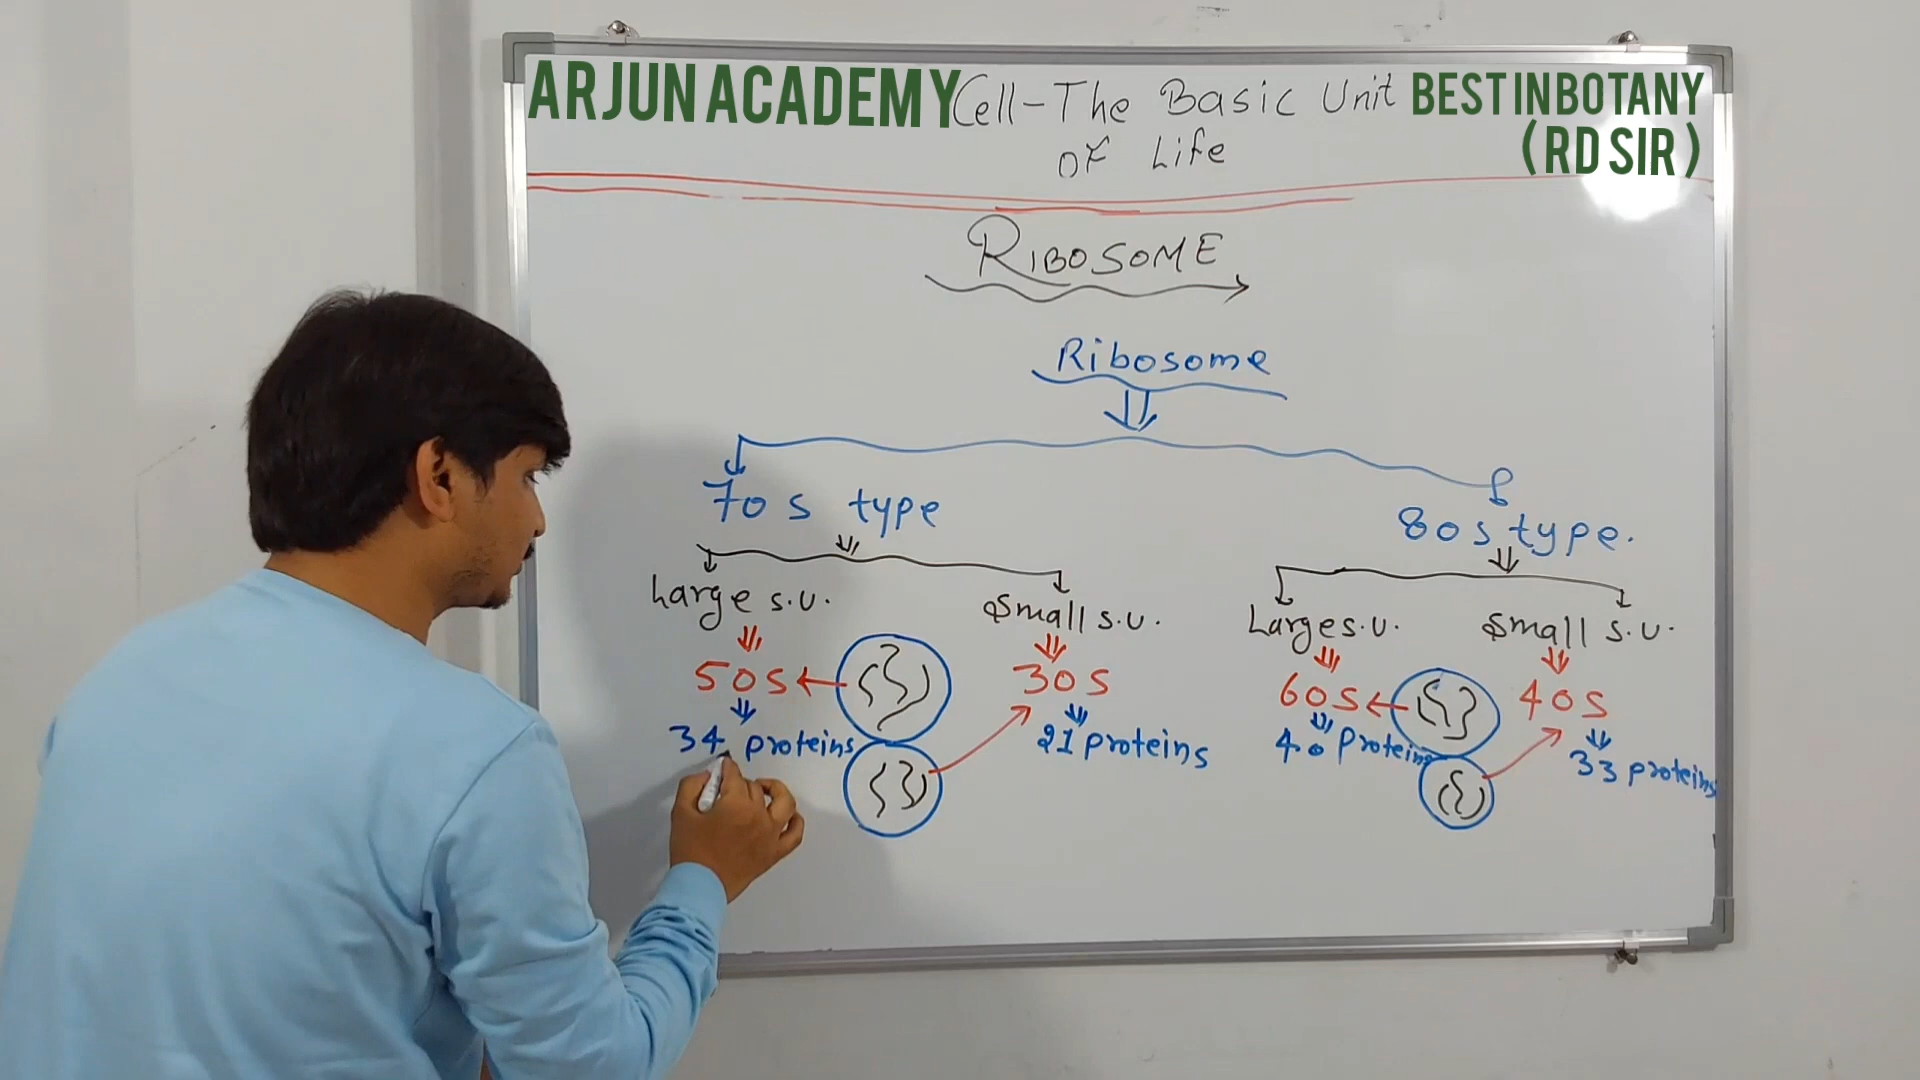 ARJUN ACADEMY Cell-The Basic Unit BEST IN BOTANY
of Life (RD SIR)
RIBOSOME
Ribosome
70s type 80s type.
Large s.u. Small s.u. Large s.u. Small s.u.
50s 30s 60s 40s
34 proteins 21 proteins 40 Proteins 33 proteins